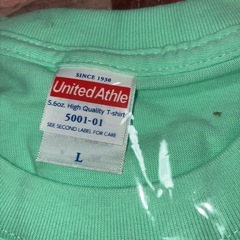 SINCE 1930
United Athle
5.6oz. High Quality T-shirt
5001-01
SEE SECOND LABEL FOR CARE
L